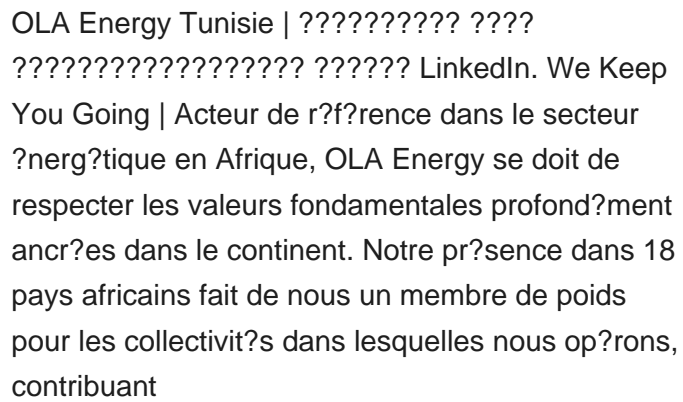 OLA Energy Tunisie | ?????????? ????
?????????????????? ?????? LinkedIn. We Keep
You Going | Acteur de r?f?rence dans le secteur
?nerg?tique en Afrique, OLA Energy se doit de
respecter les valeurs fondamentales profond?ment
ancr?es dans le continent. Notre pr?sence dans 18
pays africains fait de nous un membre de poids
pour les collectivit?s dans lesquelles nous op?rons,
contribuant